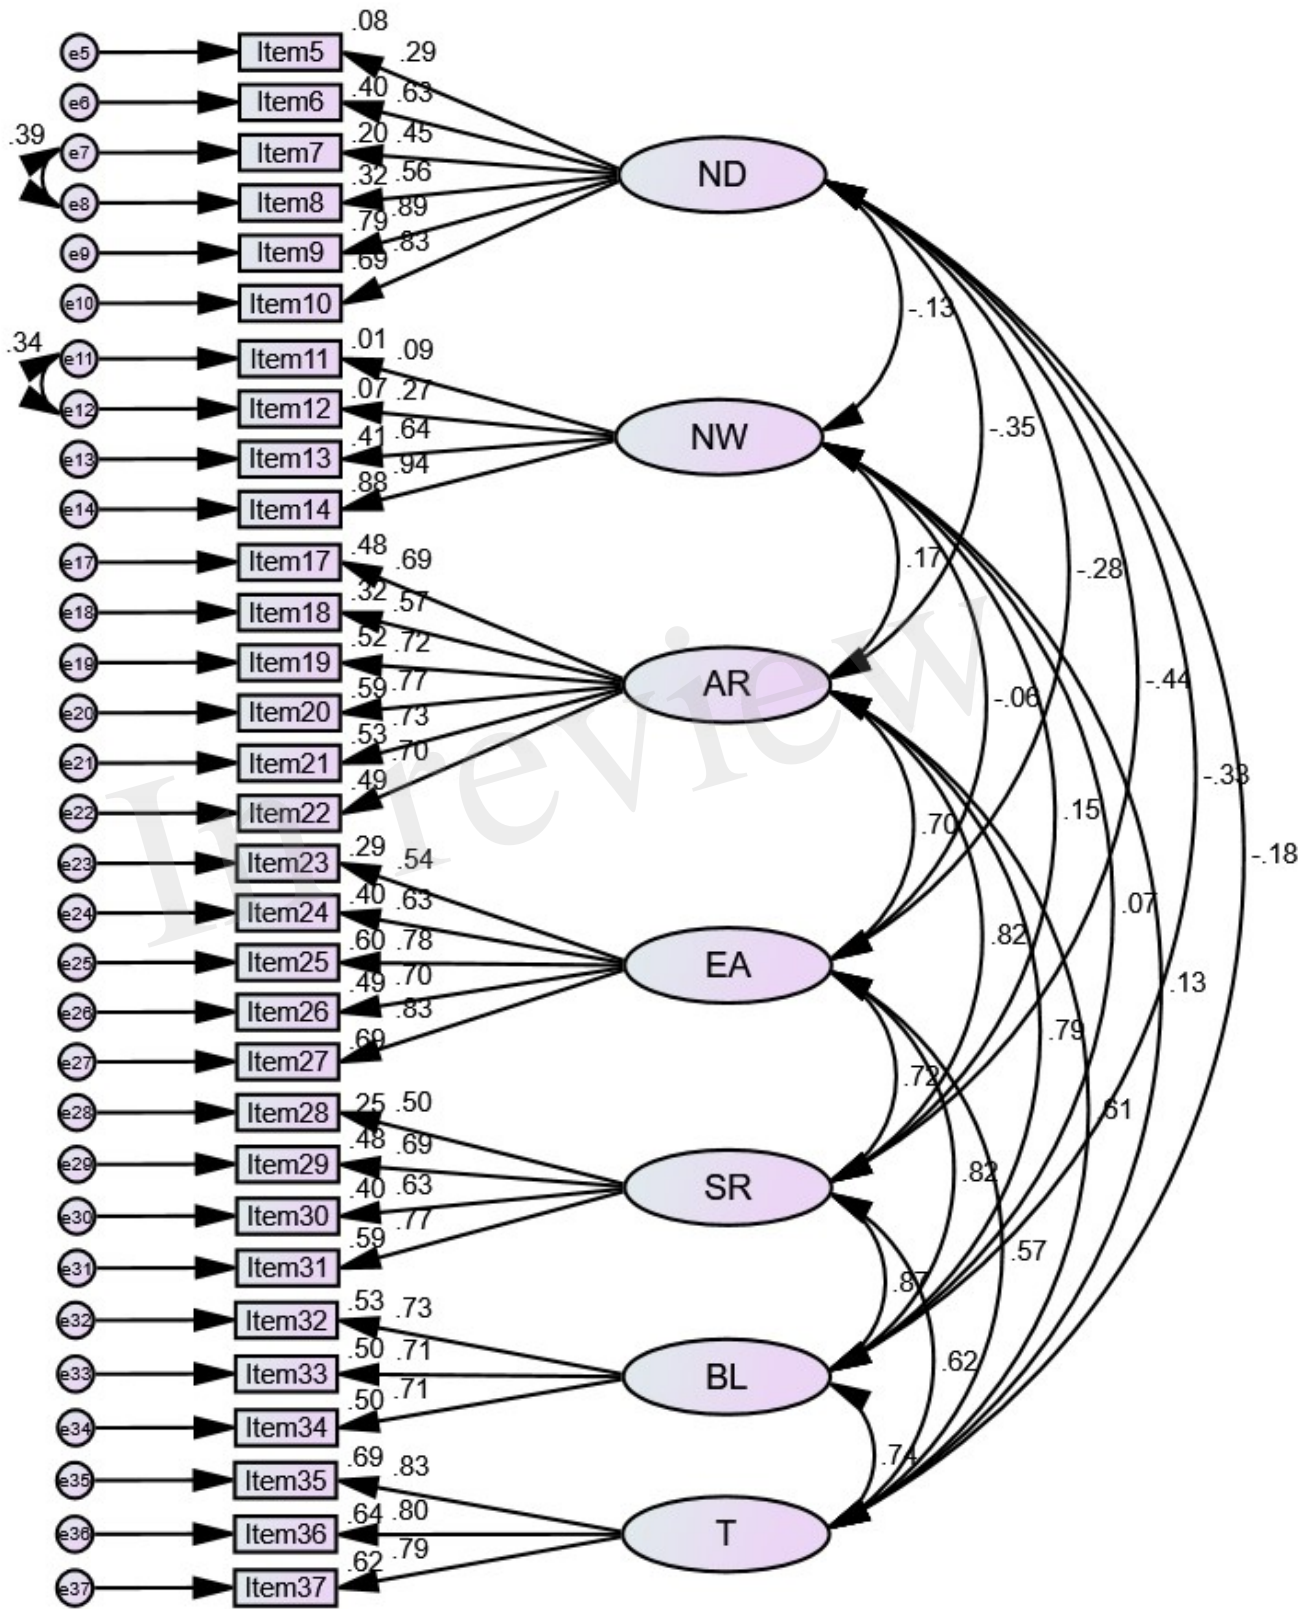 .08
e5 Item5 .29
e6 Item6 .40 .63
.39
e7 Item7 .20 .45
ND
e8 Item8 .32 .56
e9 Item9 .79 .89
e10 Item10 .69 .83
-.13
.34
e11 Item11 .01 .09
e12 Item12 .07 .27
NW
-.35
e13 Item13 .41 .64
e14 Item14 .88 .94
e17 Item17 .48 .69
.17
-.28
e18 Item18 .32 .57
e19 Item19 .52 .72
AR
-.44
-.06
e20 Item20 .59 .77
e21 Item21 .53 .73
-.33
e22 Item22 .49 .70
.70
.15
In review
-.18
e23 Item23 .29 .54
e24 Item24 .40 .63
.07
.82
e25 Item25 .60 .78
EA
.13
e26 Item26 .49 .70
.79
e27 Item27 .69 .83
.72
61
e28 Item28 .25 .50
e29 Item29 .48 .69
.82
SR
e30 Item30 .40 .63
.57
e31 Item31 .59 .77
.87
e32 Item32 .53 .73
.62
e33 Item33 .50 .71
BL
e34 Item34 .50 .71
.74
e35 Item35 .69 .83
e36 Item36 .64 .80
T
e37 Item37 .62 .79